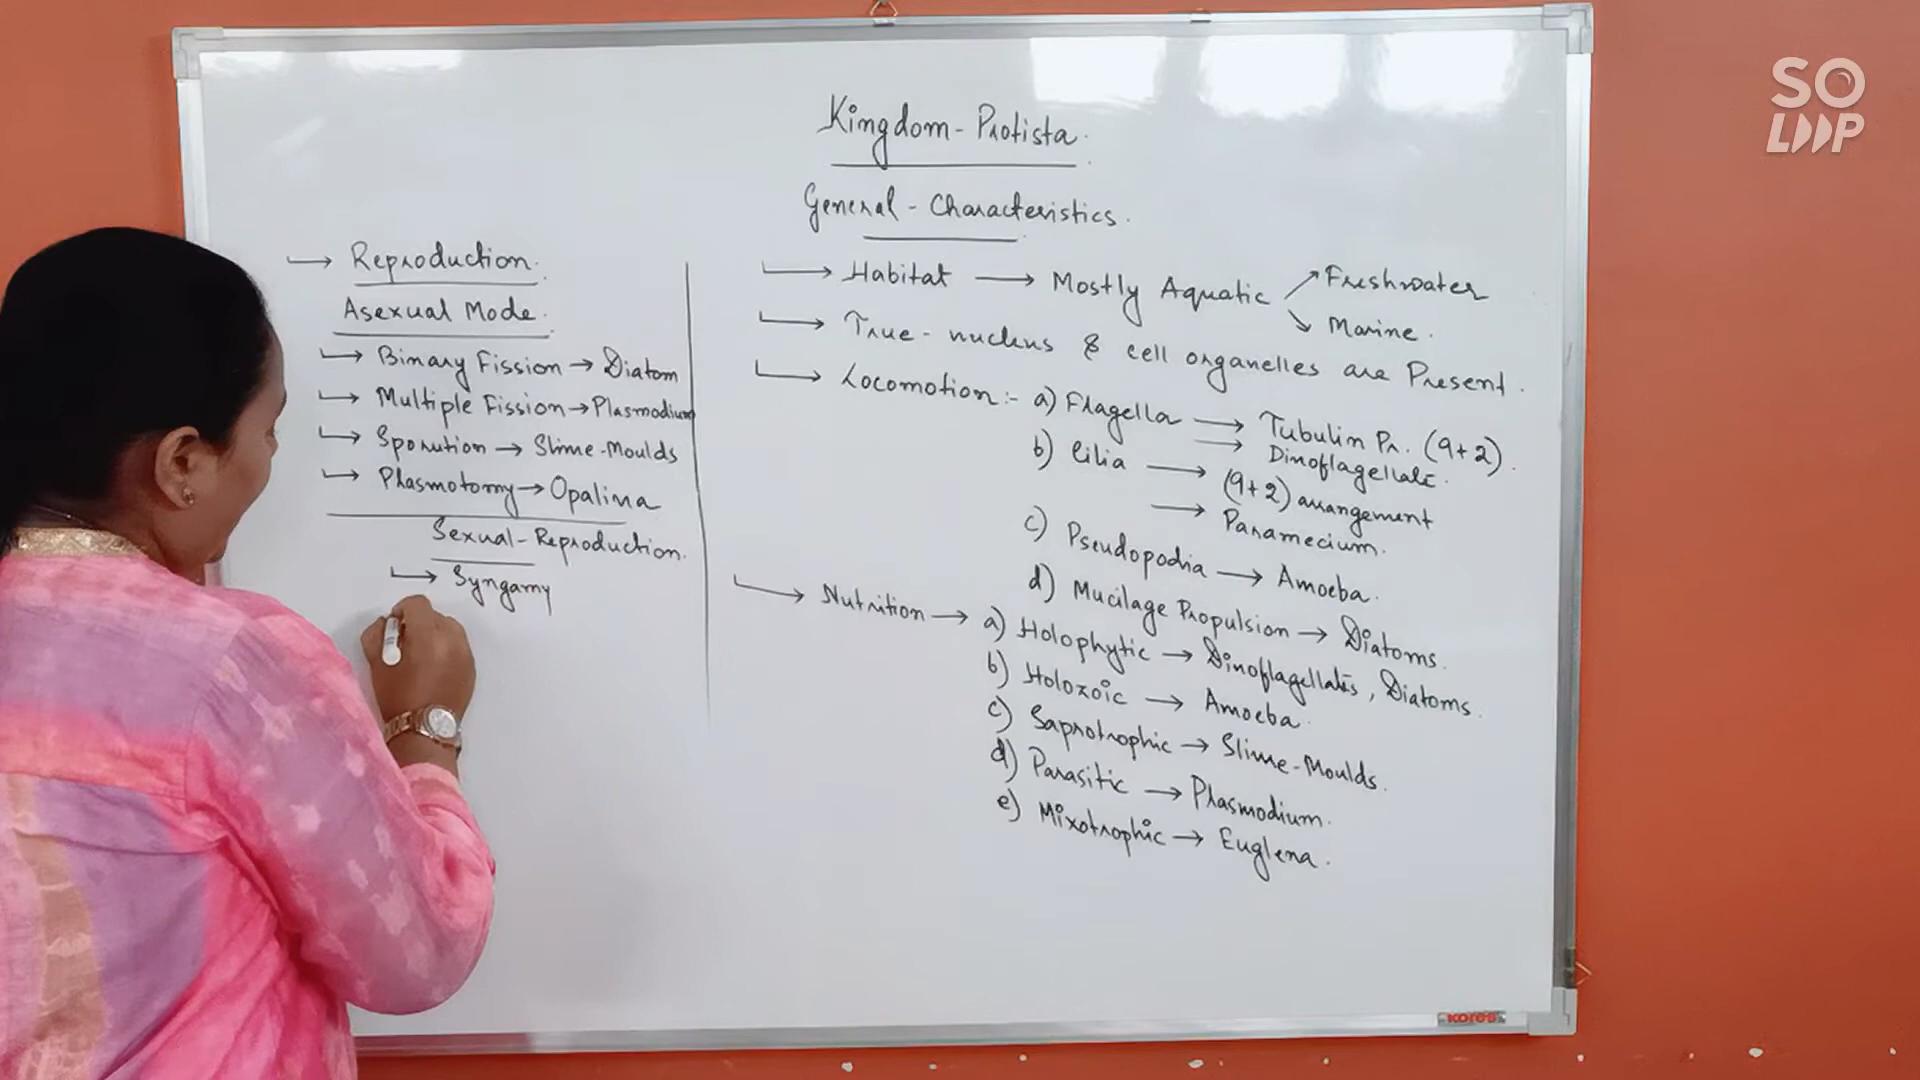 SO
LOOP
Kingdom - Protista.
General - Characteristics.
↳ Reproduction.
Asexual Mode.
↳ Binary Fission → Diatom
↳ Multiple Fission → Plasmodium
↳ Sporution → Slime-Moulds
↳ Plasmotomy → Opalina
Sexual - Reproduction.
↳ Syngamy
↳ Habitat → Mostly Aquatic
Freshwater
Marine.
↳ True - nucleus & cell organelles are Present.
↳ Locomotion :- a) Flagella → Tubulin Pr. (9+2).
→ Dinoflagellate.
b) Cilia → (9+2) arrangement
→ Paramecium.
c) Pseudopodia → Amoeba.
d) Mucilage Propulsion → Diatoms.
↳ Nutrition → a) Holophytic → Dinoflagellates, Diatoms.
b) Holozoic → Amoeba.
c) Saprotrophic → Slime-Moulds.
d) Parasitic → Plasmodium.
e) Mixotrophic → Euglena.
kores